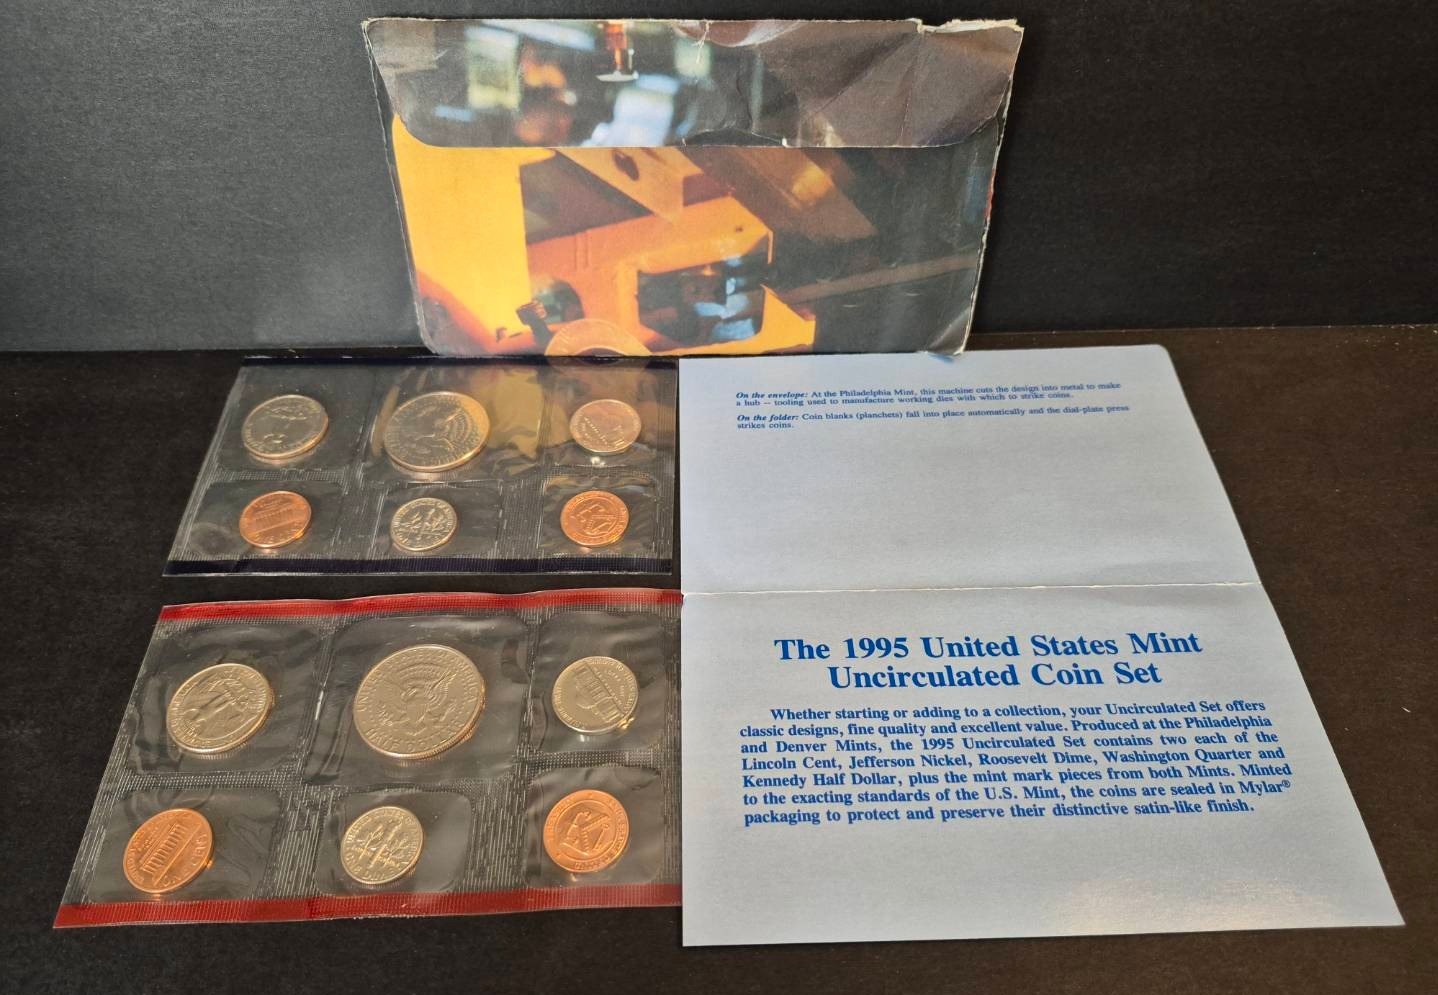 On the envelope: At the Philadelphia Mint, this machine cuts the design into metal to make
a hub -- tooling used to manufacture working dies with which to strike coins.
On the folder: Coin blanks (planchets) fall into place automatically and the dial-plate press
strikes coins.
The 1995 United States Mint
Uncirculated Coin Set
Whether starting or adding to a collection, your Uncirculated Set offers
classic designs, fine quality and excellent value. Produced at the Philadelphia
and Denver Mints, the 1995 Uncirculated Set contains two each of the
Lincoln Cent, Jefferson Nickel, Roosevelt Dime, Washington Quarter and
Kennedy Half Dollar, plus the mint mark pieces from both Mints. Minted
to the exacting standards of the U.S. Mint, the coins are sealed in Mylar®
packaging to protect and preserve their distinctive satin-like finish.